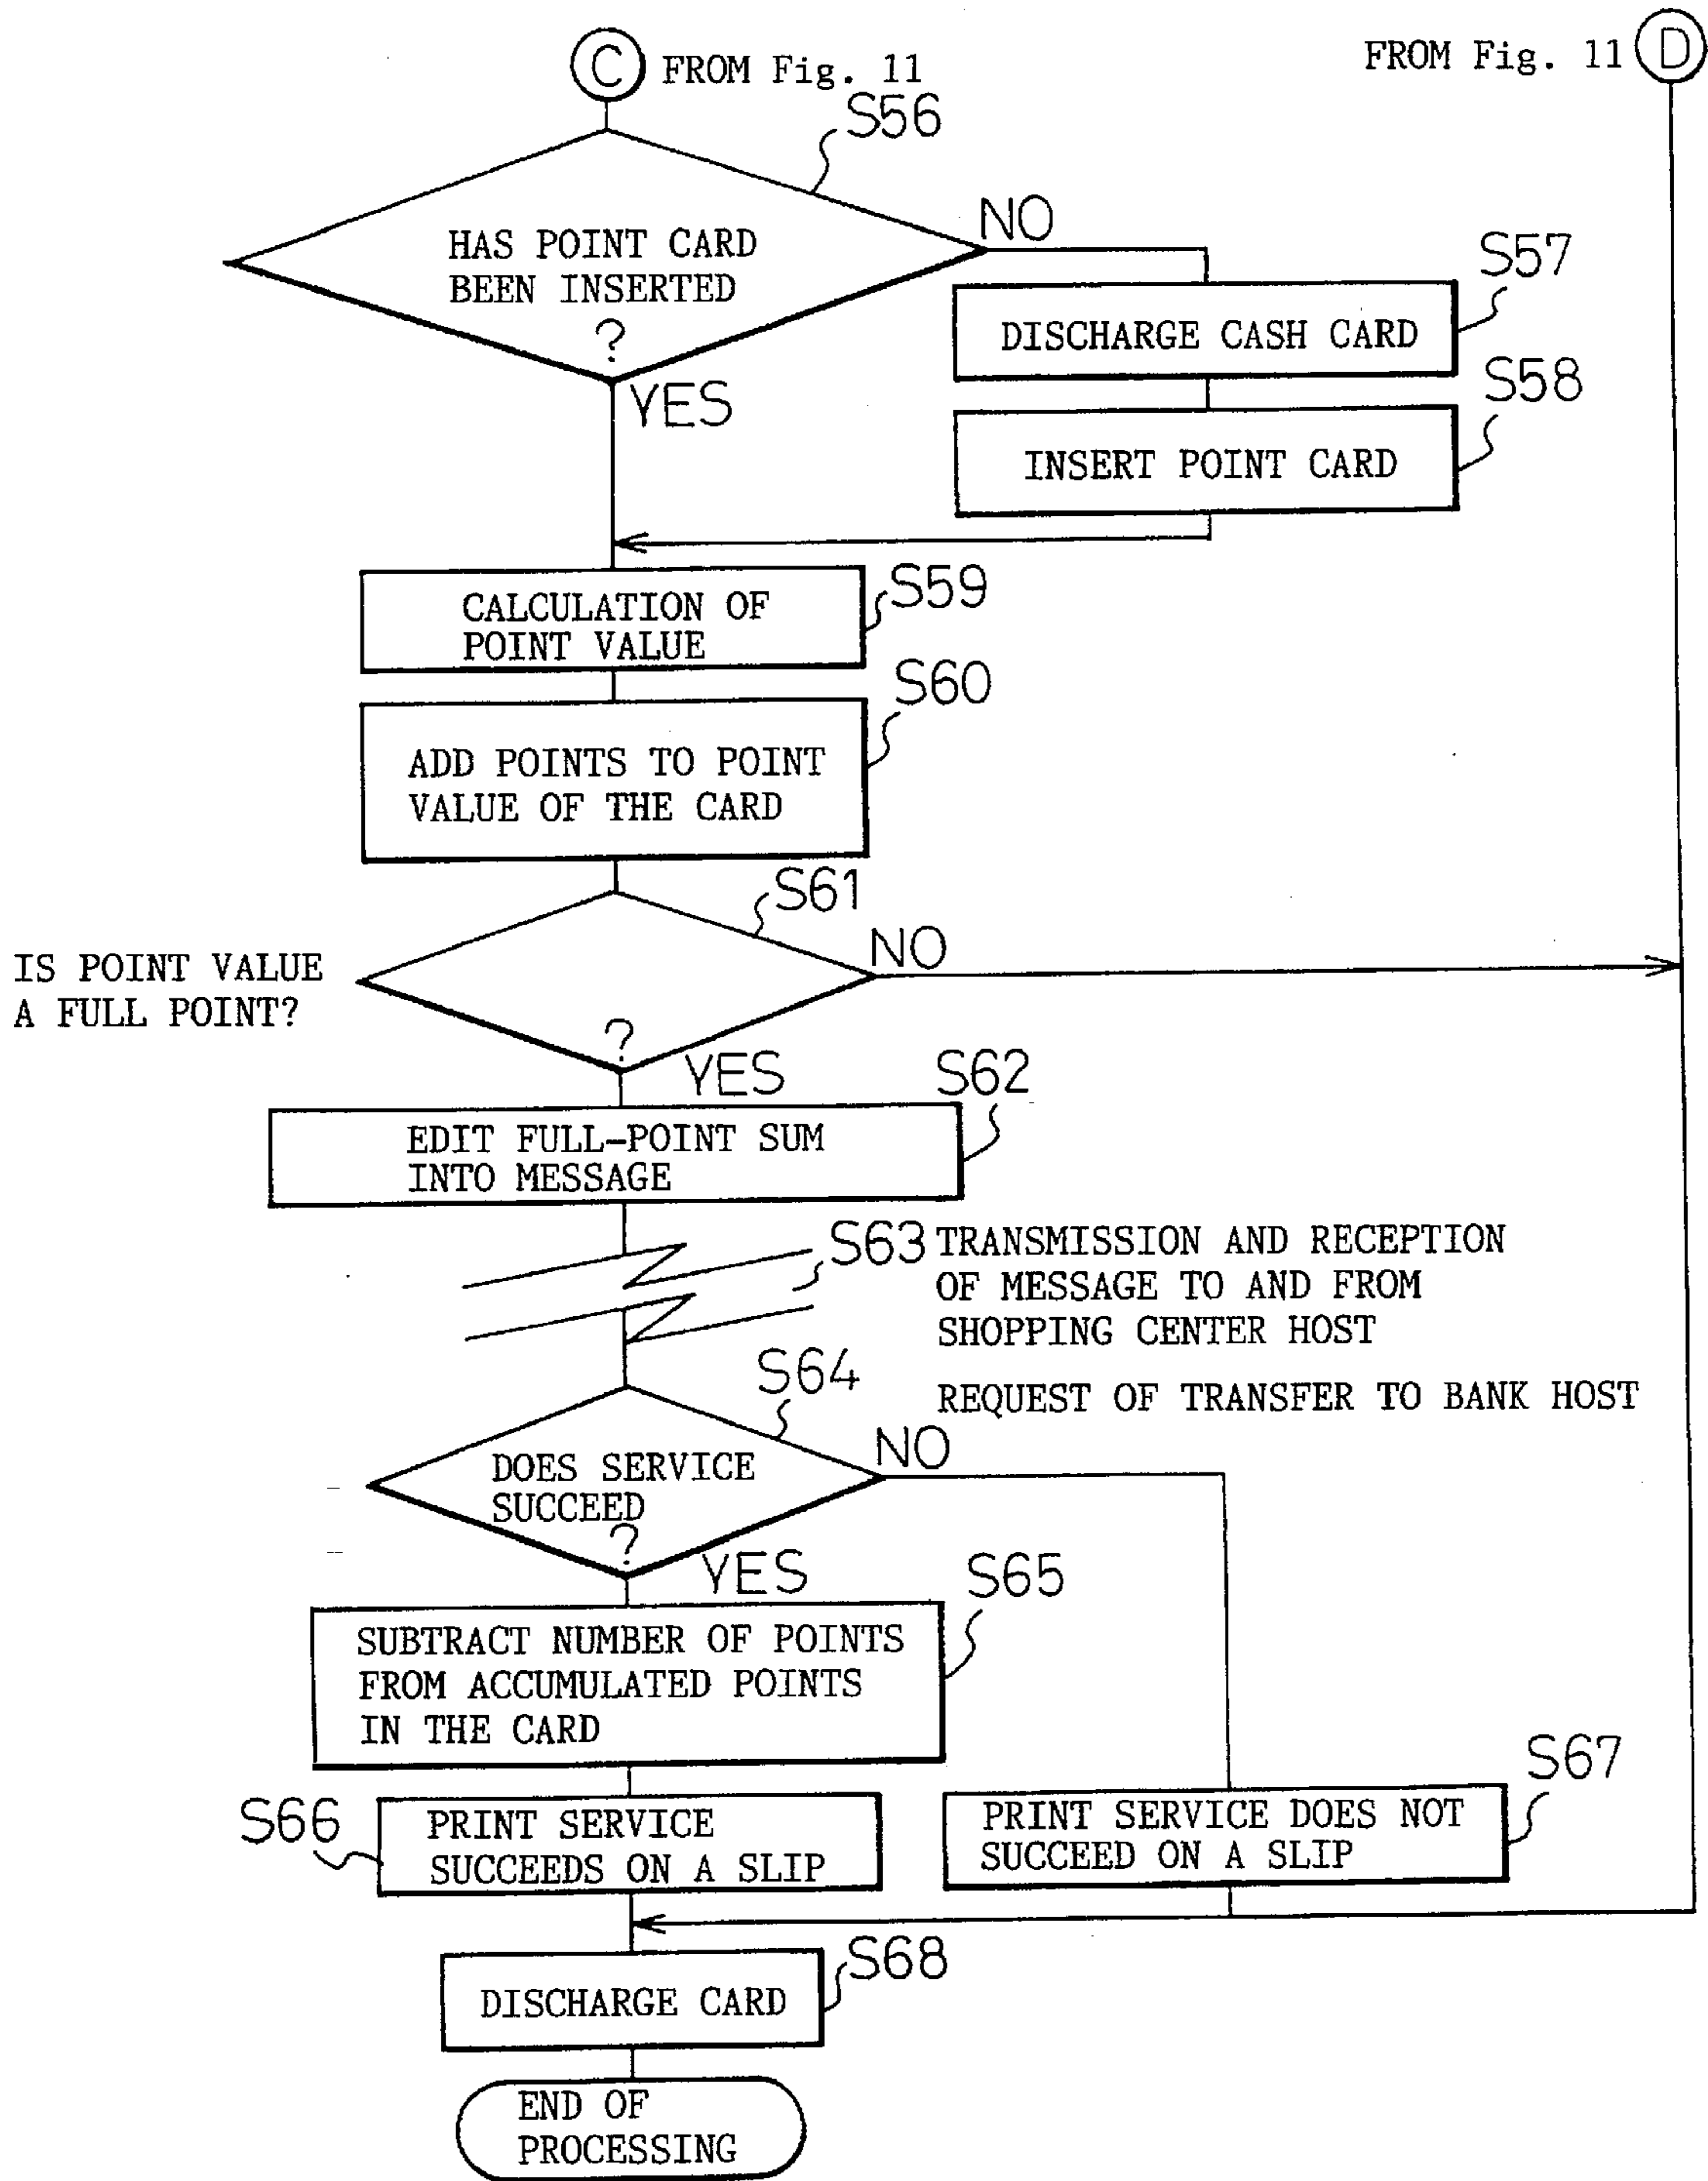 C FROM Fig. 11
FROM Fig. 11 D
S56
HAS POINT CARD
BEEN INSERTED
?
NO
YES
S57
DISCHARGE CASH CARD
S58
INSERT POINT CARD
S59
CALCULATION OF
POINT VALUE
S60
ADD POINTS TO POINT
VALUE OF THE CARD
S61
IS POINT VALUE
A FULL POINT?
?
NO
YES
S62
EDIT FULL-POINT SUM
INTO MESSAGE
S63 TRANSMISSION AND RECEPTION
OF MESSAGE TO AND FROM
SHOPPING CENTER HOST
REQUEST OF TRANSFER TO BANK HOST
S64
DOES SERVICE
SUCCEED
?
NO
YES
S65
SUBTRACT NUMBER OF POINTS
FROM ACCUMULATED POINTS
IN THE CARD
S66
PRINT SERVICE
SUCCEEDS ON A SLIP
S67
PRINT SERVICE DOES NOT
SUCCEED ON A SLIP
S68
DISCHARGE CARD
END OF
PROCESSING